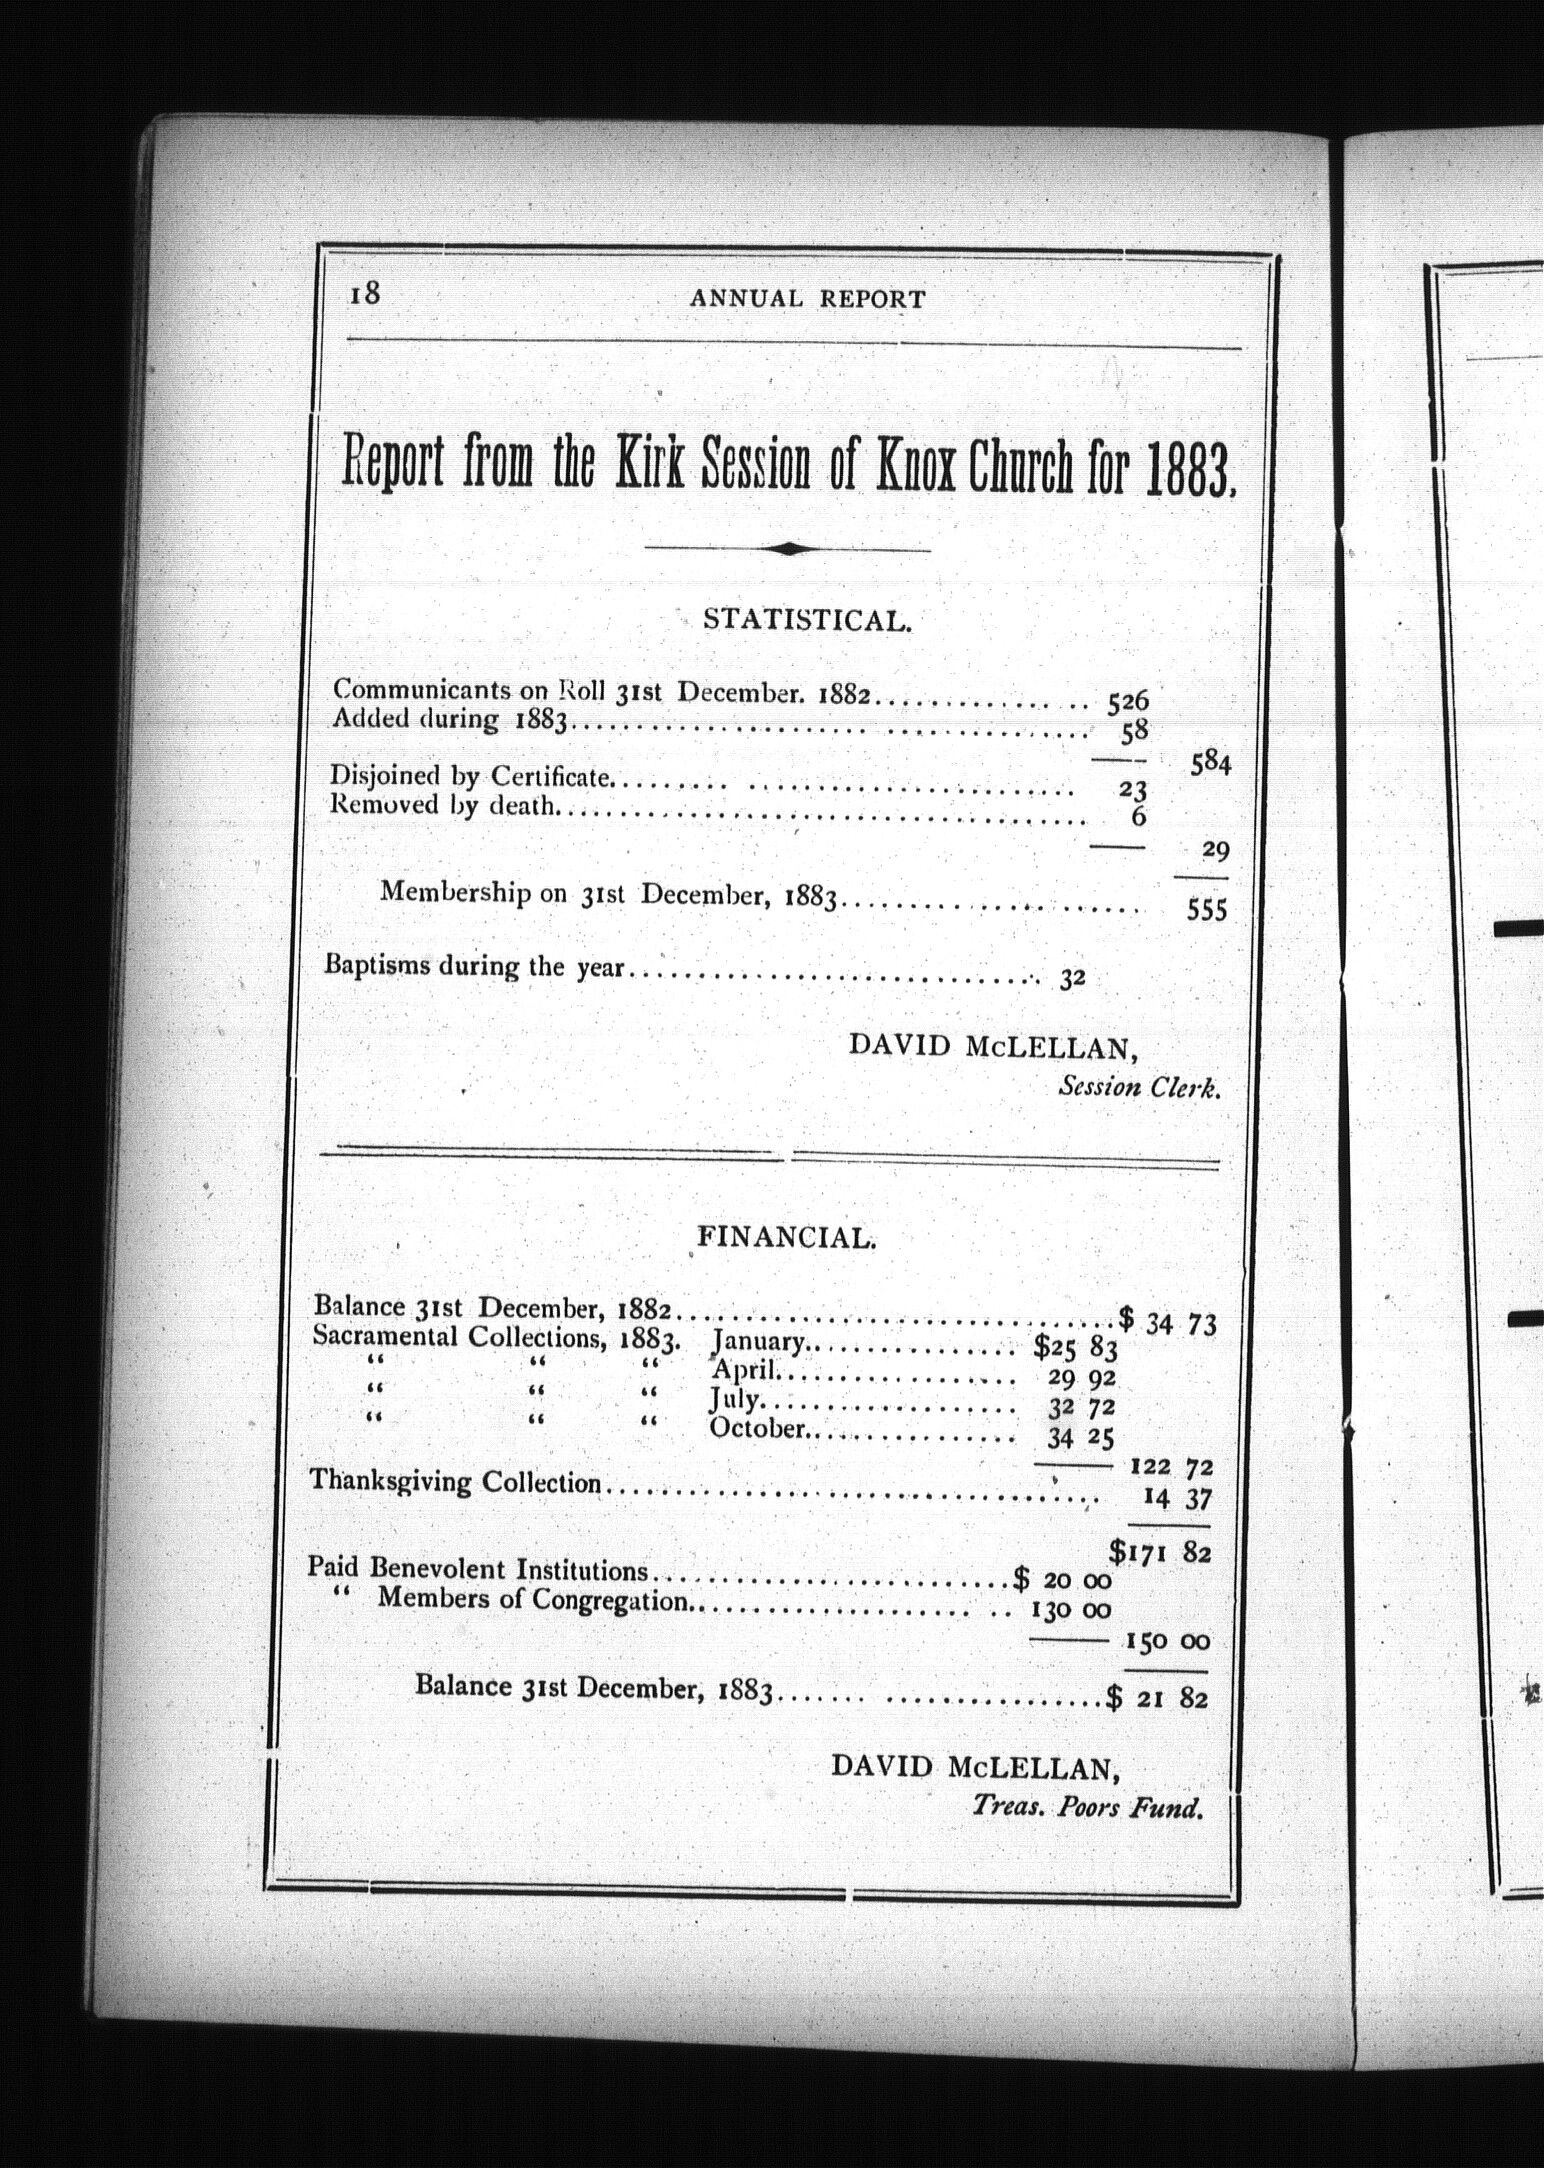 18 ANNUAL REPORT
Report from the Kirk Session of Knox Church for 1883.
STATISTICAL.
Communicants on Roll 31st December. 1882.............. .. 526
Added during 1883...................... .............. 58
584
Disjoined by Certificate.......... ........................ 23
Removed by death...................................... 6
29
Membership on 31st December, 1883................ ...... 555
Baptisms during the year.............................. 32
DAVID McLELLAN,
Session Clerk.
FINANCIAL.
Balance 31st December, 1882................................$ 34 73
Sacramental Collections, 1883. January................ $25 83
“ “ “ April.................. 29 92
“ “ “ July................... 32 72
“ “ “ October................ 34 25
122 72
Thanksgiving Collection.................................... 14 37
$171 82
Paid Benevolent Institutions..........................$ 20 00
“ Members of Congregation..................... .. 130 00
150 00
Balance 31st December, 1883....... ................$ 21 82
DAVID McLELLAN,
Treas. Poors Fund.